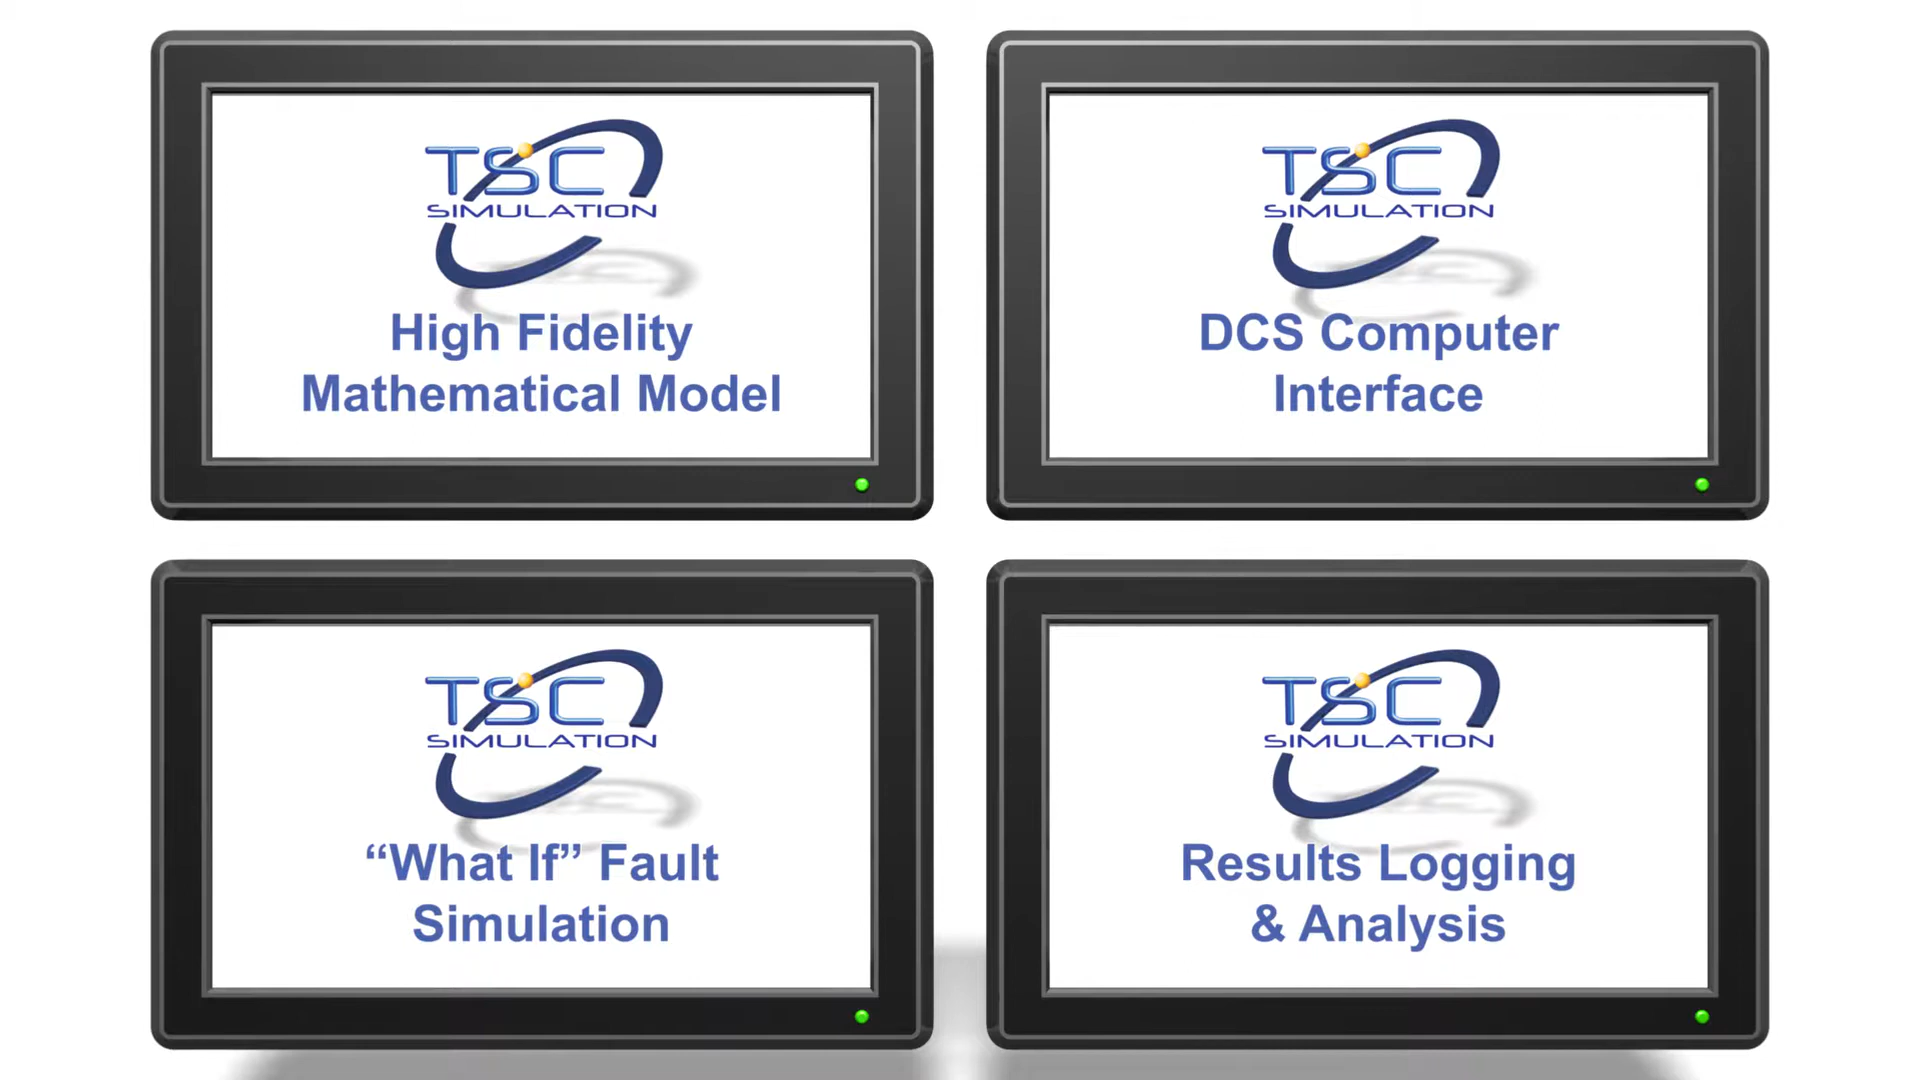 TSC
SIMULATION
High Fidelity
Mathematical Model
TSC
SIMULATION
DCS Computer
Interface
TSC
SIMULATION
“What If” Fault
Simulation
TSC
SIMULATION
Results Logging
& Analysis